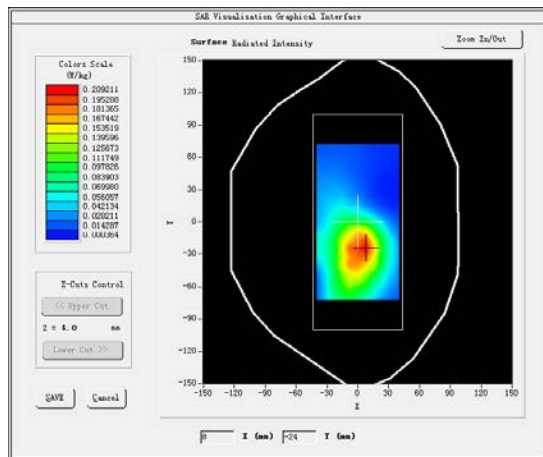 SAR Visualisation Graphical Interface
Surface Radiated Intensity
Zoom In/Out
Colors Scale
(W/kg)
0.209211
0.195288
0.181365
0.167442
0.153519
0.139596
0.125673
0.111749
0.097826
0.083903
0.069980
0.056057
0.042134
0.028211
0.014287
0.000364
Z-Cuts Control
<< Upper Cut
Z = 4.0 mm
Lower Cut >>
SAVE
Cancel
150
120
90
60
30
0
-30
-60
-90
-120
-150
Y
-150 -120 -90 -60 -30 0 30 60 90 120 150
X
8 X (mm) -24 Y (mm)